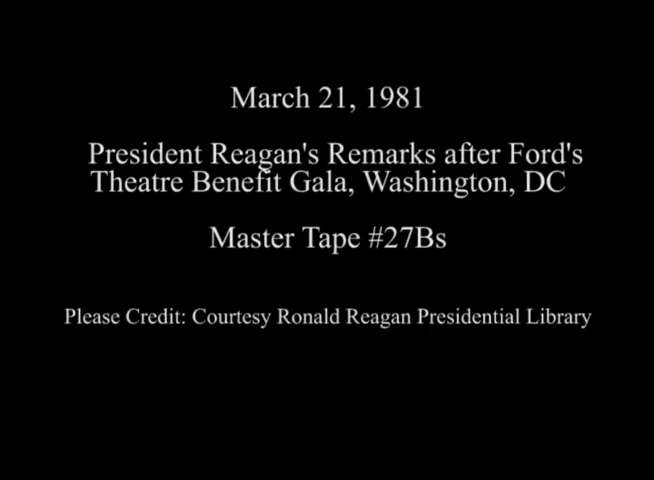 March 21, 1981
President Reagan's Remarks after Ford's
Theatre Benefit Gala, Washington, DC
Master Tape #27Bs
Please Credit: Courtesy Ronald Reagan Presidential Library